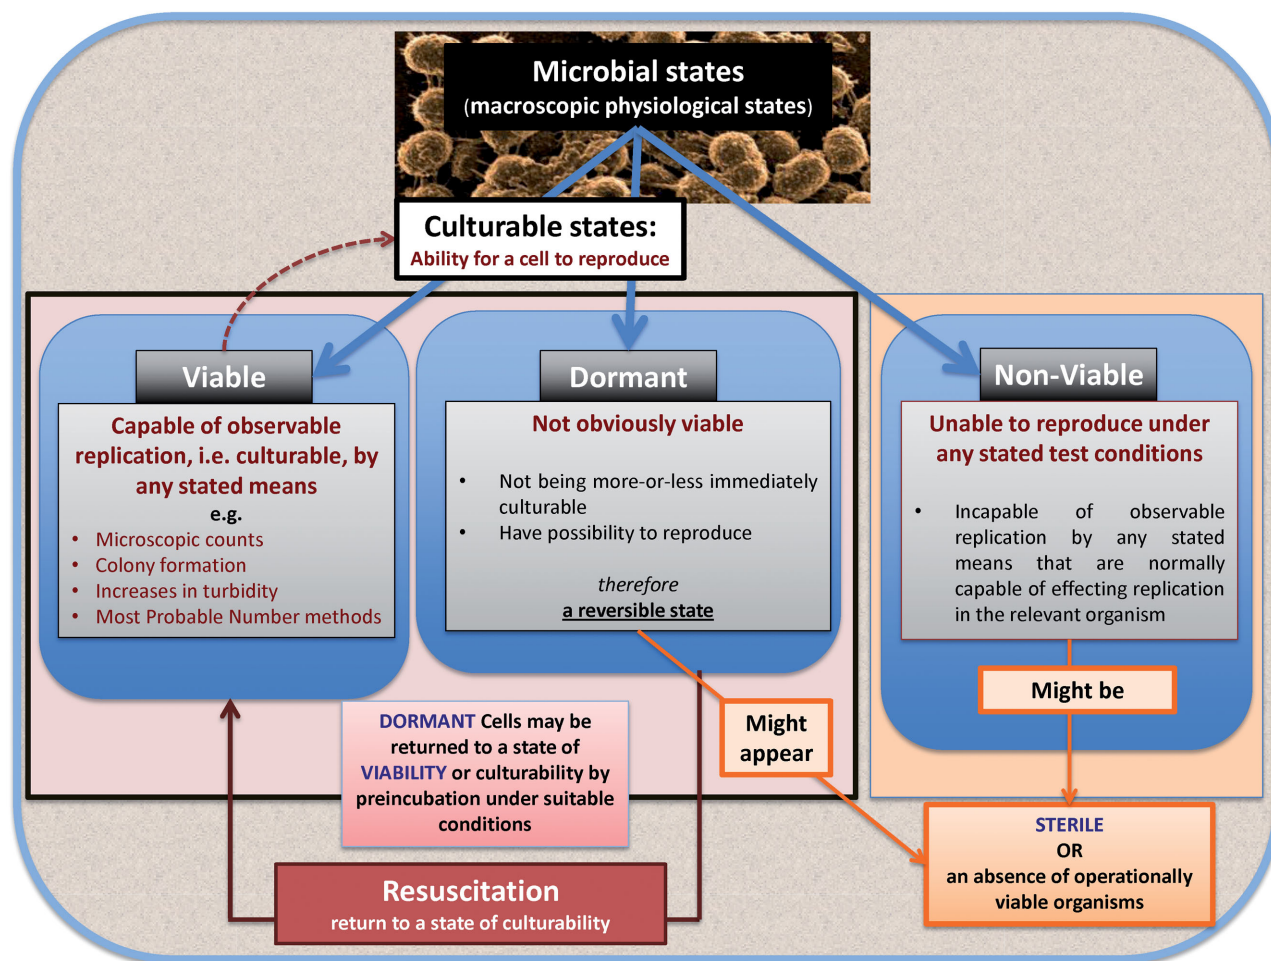 Microbial states
(macroscopic physiological states)
Culturable states:
Ability for a cell to reproduce
Viable
Capable of observable
replication, i.e. culturable, by
any stated means
e.g.
• Microscopic counts
• Colony formation
• Increases in turbidity
• Most Probable Number methods
Dormant
Not obviously viable
• Not being more-or-less immediately
culturable
• Have possibility to reproduce
therefore
a reversible state
Non-Viable
Unable to reproduce under
any stated test conditions
• Incapable of observable
replication by any stated
means that are normally
capable of effecting replication
in the relevant organism
Might be
Might
appear
DORMANT Cells may be
returned to a state of
VIABILITY or culturability by
preincubation under suitable
conditions
STERILE
OR
an absence of operationally
viable organisms
Resuscitation
return to a state of culturability